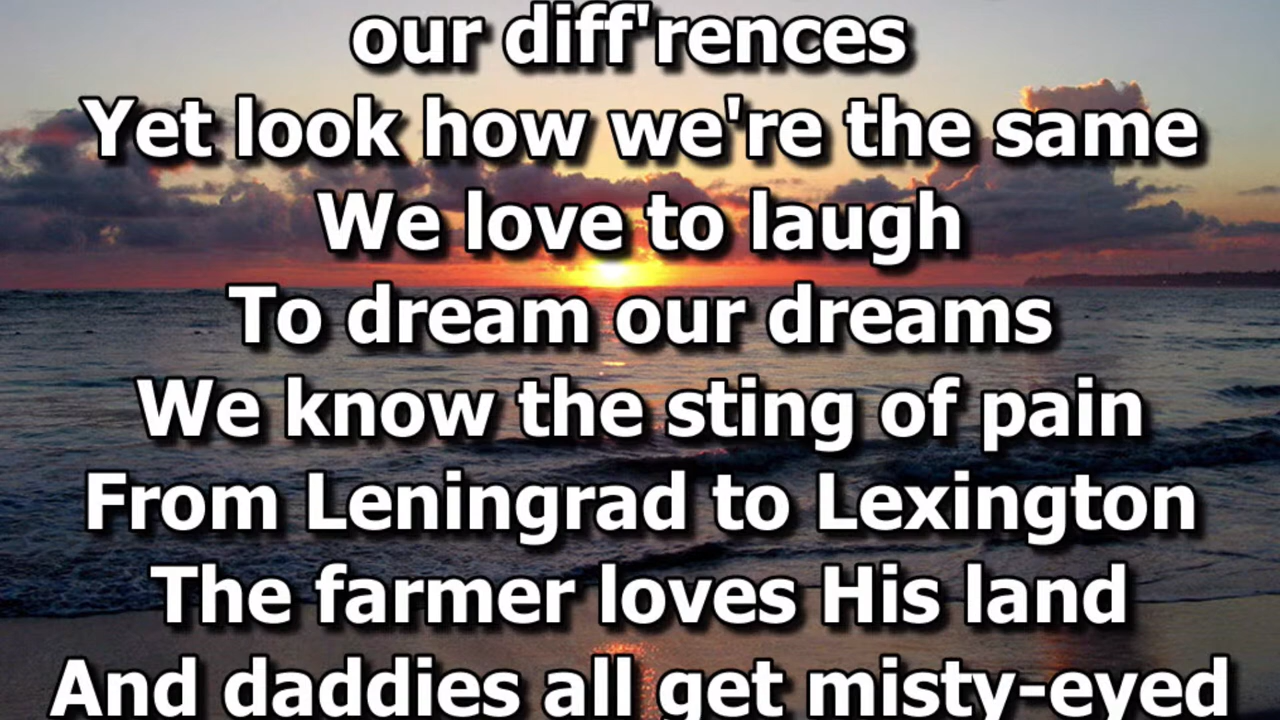 our diff'rences
Yet look how we're the same
We love to laugh
To dream our dreams
We know the sting of pain
From Leningrad to Lexington
The farmer loves His land
And daddies all get misty-eyed